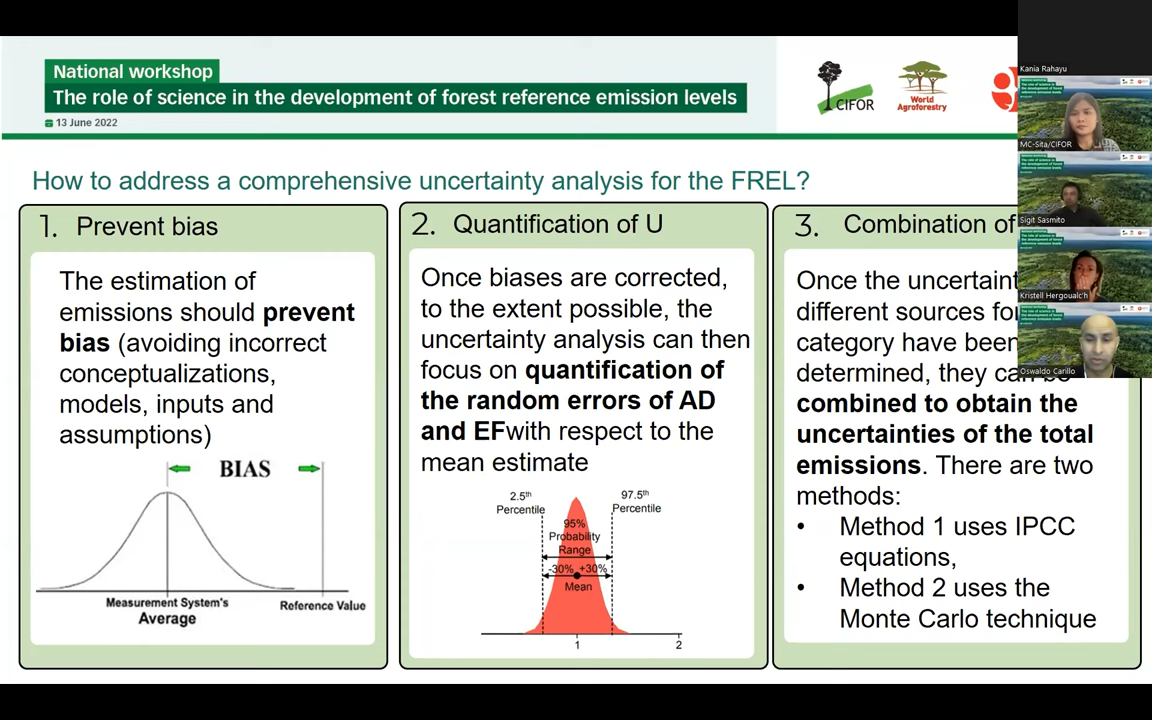 National workshop
The role of science in the development of forest reference emission levels
13 June 2022
CIFOR
World
Agroforestry
Kania Rahayu
MC-Sita/CIFOR
Sigit Sasmito
Kristell Hergoualc'h
Oswaldo Carillo
How to address a comprehensive uncertainty analysis for the FREL?
1. Prevent bias
The estimation of
emissions should prevent
bias (avoiding incorrect
conceptualizations,
models, inputs and
assumptions)
BIAS
Measurement System's
Average
Reference Value
2. Quantification of U
Once biases are corrected,
to the extent possible, the
uncertainty analysis can then
focus on quantification of
the random errors of AD
and EFwith respect to the
mean estimate
2.5th
Percentile
97.5th
Percentile
95%
Probability
Range
-30% +30%
Mean
1
2
3. Combination of
Once the uncertaint
different sources fo
category have been
determined, they can be
combined to obtain the
uncertainties of the total
emissions. There are two
methods:
• Method 1 uses IPCC
equations,
• Method 2 uses the
Monte Carlo technique